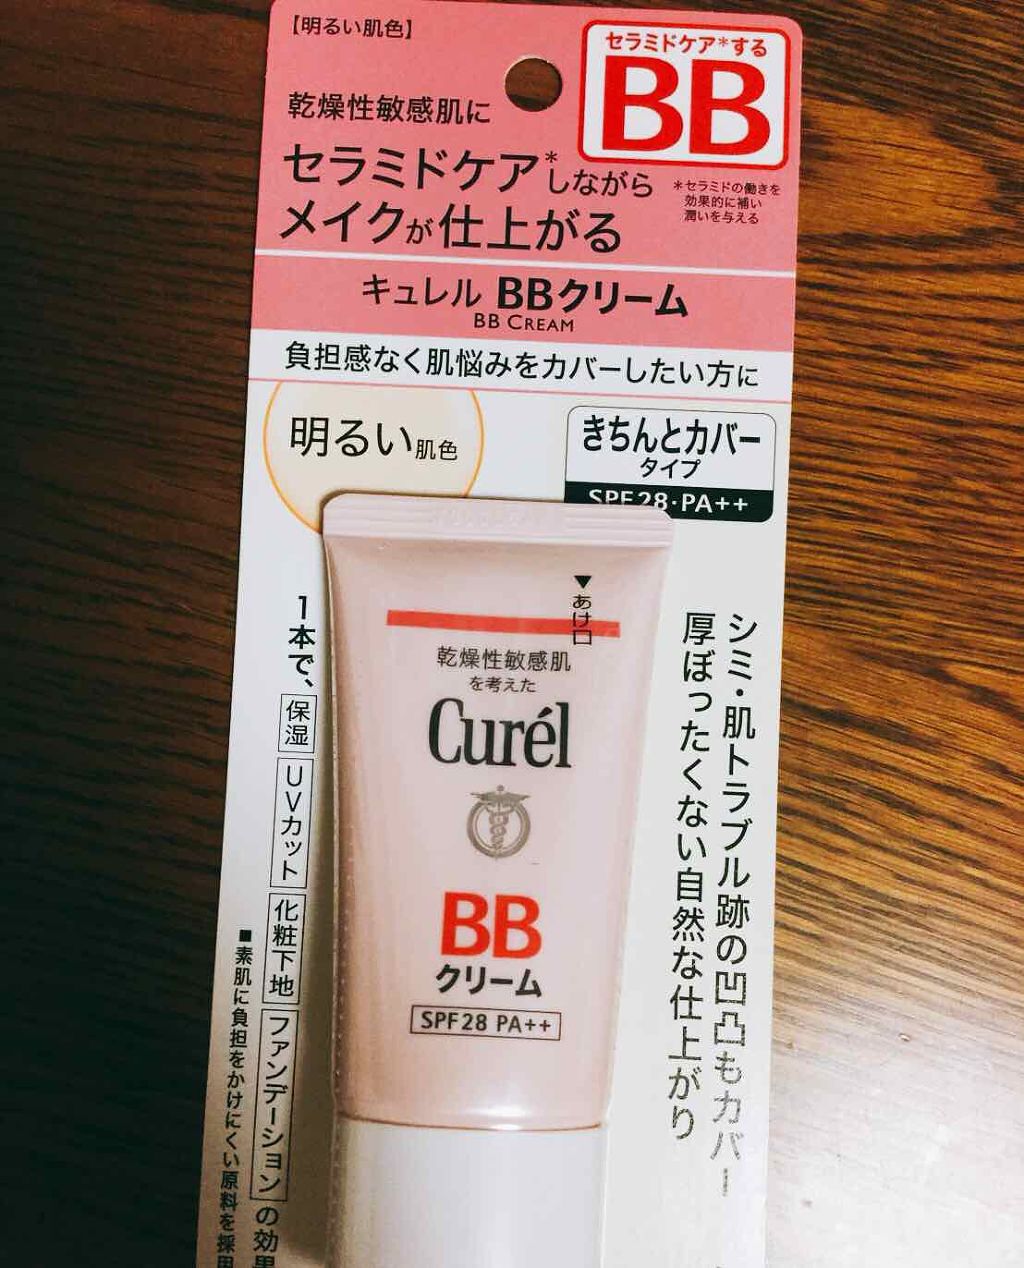 【明るい肌色】
セラミドケア*する
BB
乾燥性敏感肌に
セラミドケア*しながら
メイクが仕上がる
*セラミドの働きを
効果的に補い
潤いを与える
キュレル BBクリーム
BB CREAM
負担感なく肌悩みをカバーしたい方に
明るい肌色
きちんとカバー
タイプ
SPF28・PA++
シミ・肌トラブル跡の凹凸もカバー
厚ぼったくない自然な仕上がり
1本で、保湿 UVカット 化粧下地 ファンデーション の効果
■素肌に負担をかけにくい原料を採用
▼あけ口
乾燥性敏感肌
を考えた
Curél
BB
クリーム
SPF28 PA++